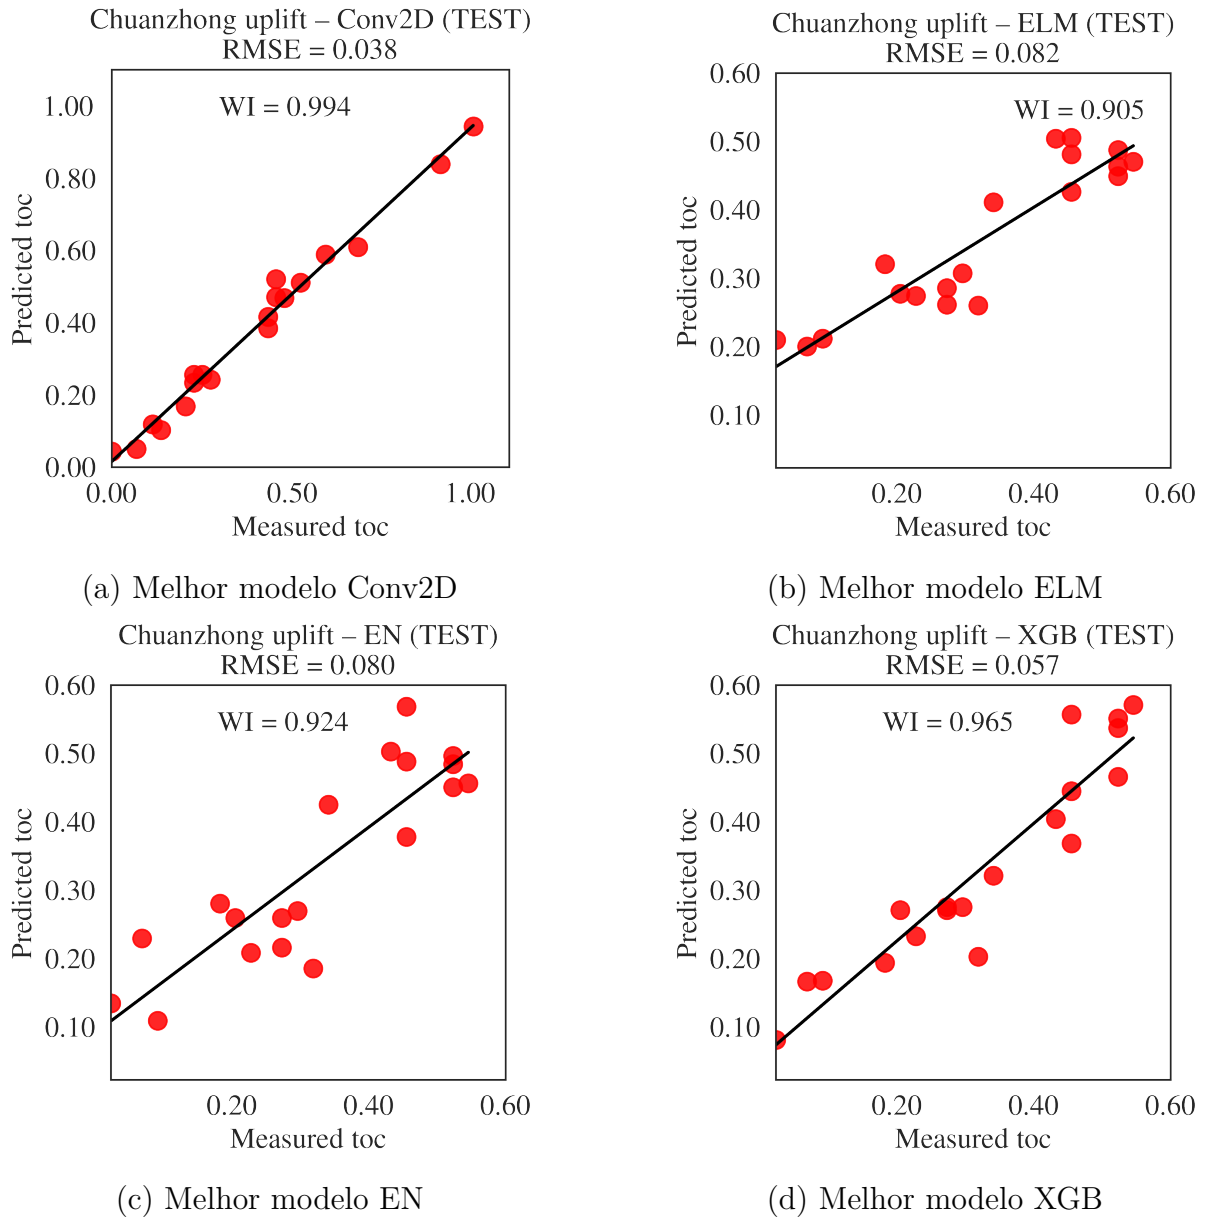 Chuanzhong uplift – Conv2D (TEST)
RMSE = 0.038
WI = 0.994
1.00
0.80
0.60
0.40
0.20
0.00
Predicted toc
0.00 0.50 1.00
Measured toc
(a) Melhor modelo Conv2D
Chuanzhong uplift – ELM (TEST)
RMSE = 0.082
WI = 0.905
0.60
0.50
0.40
0.30
0.20
0.10
Predicted toc
0.20 0.40 0.60
Measured toc
(b) Melhor modelo ELM
Chuanzhong uplift – EN (TEST)
RMSE = 0.080
WI = 0.924
0.60
0.50
0.40
0.30
0.20
0.10
Predicted toc
0.20 0.40 0.60
Measured toc
(c) Melhor modelo EN
Chuanzhong uplift – XGB (TEST)
RMSE = 0.057
WI = 0.965
0.60
0.50
0.40
0.30
0.20
0.10
Predicted toc
0.20 0.40 0.60
Measured toc
(d) Melhor modelo XGB